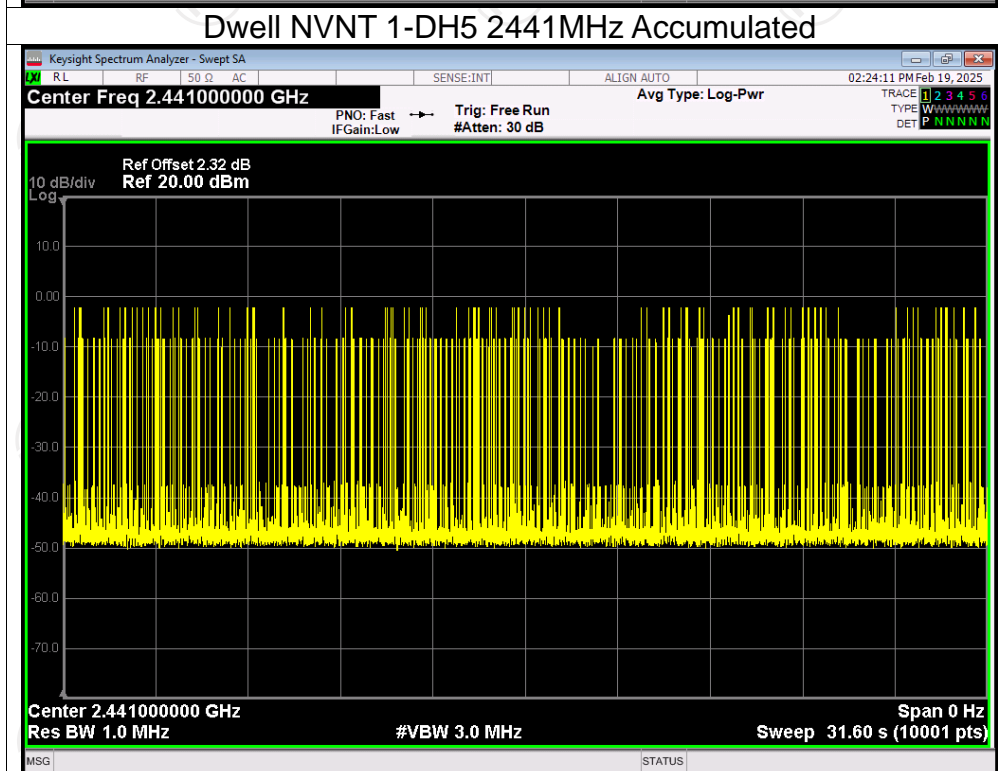 Dwell NVNT 1-DH5 2441MHz Accumulated
Keysight Spectrum Analyzer - Swept SA
LXI RL RF 50 Ω AC SENSE:INT ALIGN AUTO 02:24:11 PM Feb 19, 2025
Center Freq 2.441000000 GHz Avg Type: Log-Pwr TRACE 1 2 3 4 5 6
PNO: Fast Trig: Free Run TYPE WWWWWW
IFGain:Low #Atten: 30 dB DET P N N N N N
Ref Offset 2.32 dB
10 dB/div Ref 20.00 dBm
Log
10.0
0.00
-10.0
-20.0
-30.0
-40.0
-50.0
-60.0
-70.0
Center 2.441000000 GHz Span 0 Hz
Res BW 1.0 MHz #VBW 3.0 MHz Sweep 31.60 s (10001 pts)
MSG STATUS